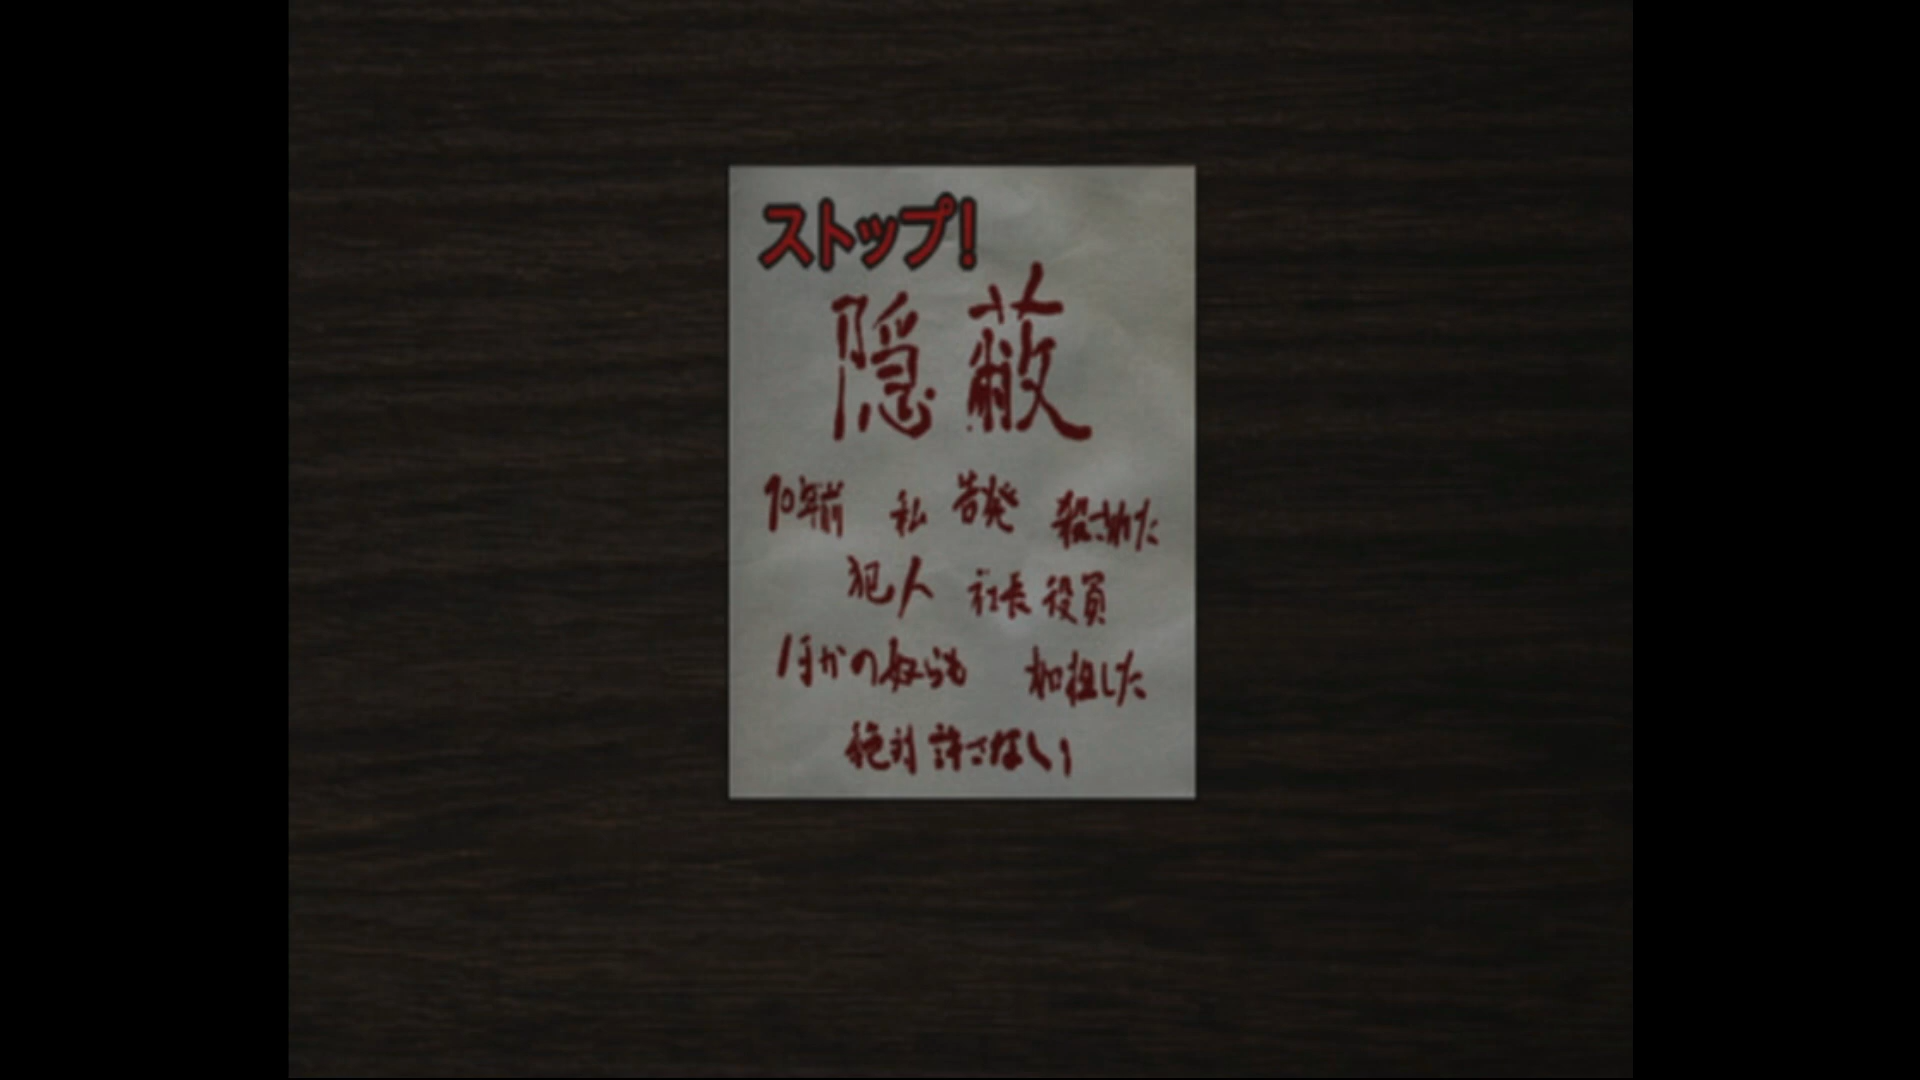 ストップ!
隠蔽
10年前 私 告発 殺された
犯人 社長 役員
ほかの奴らも 加担した
絶対許さない